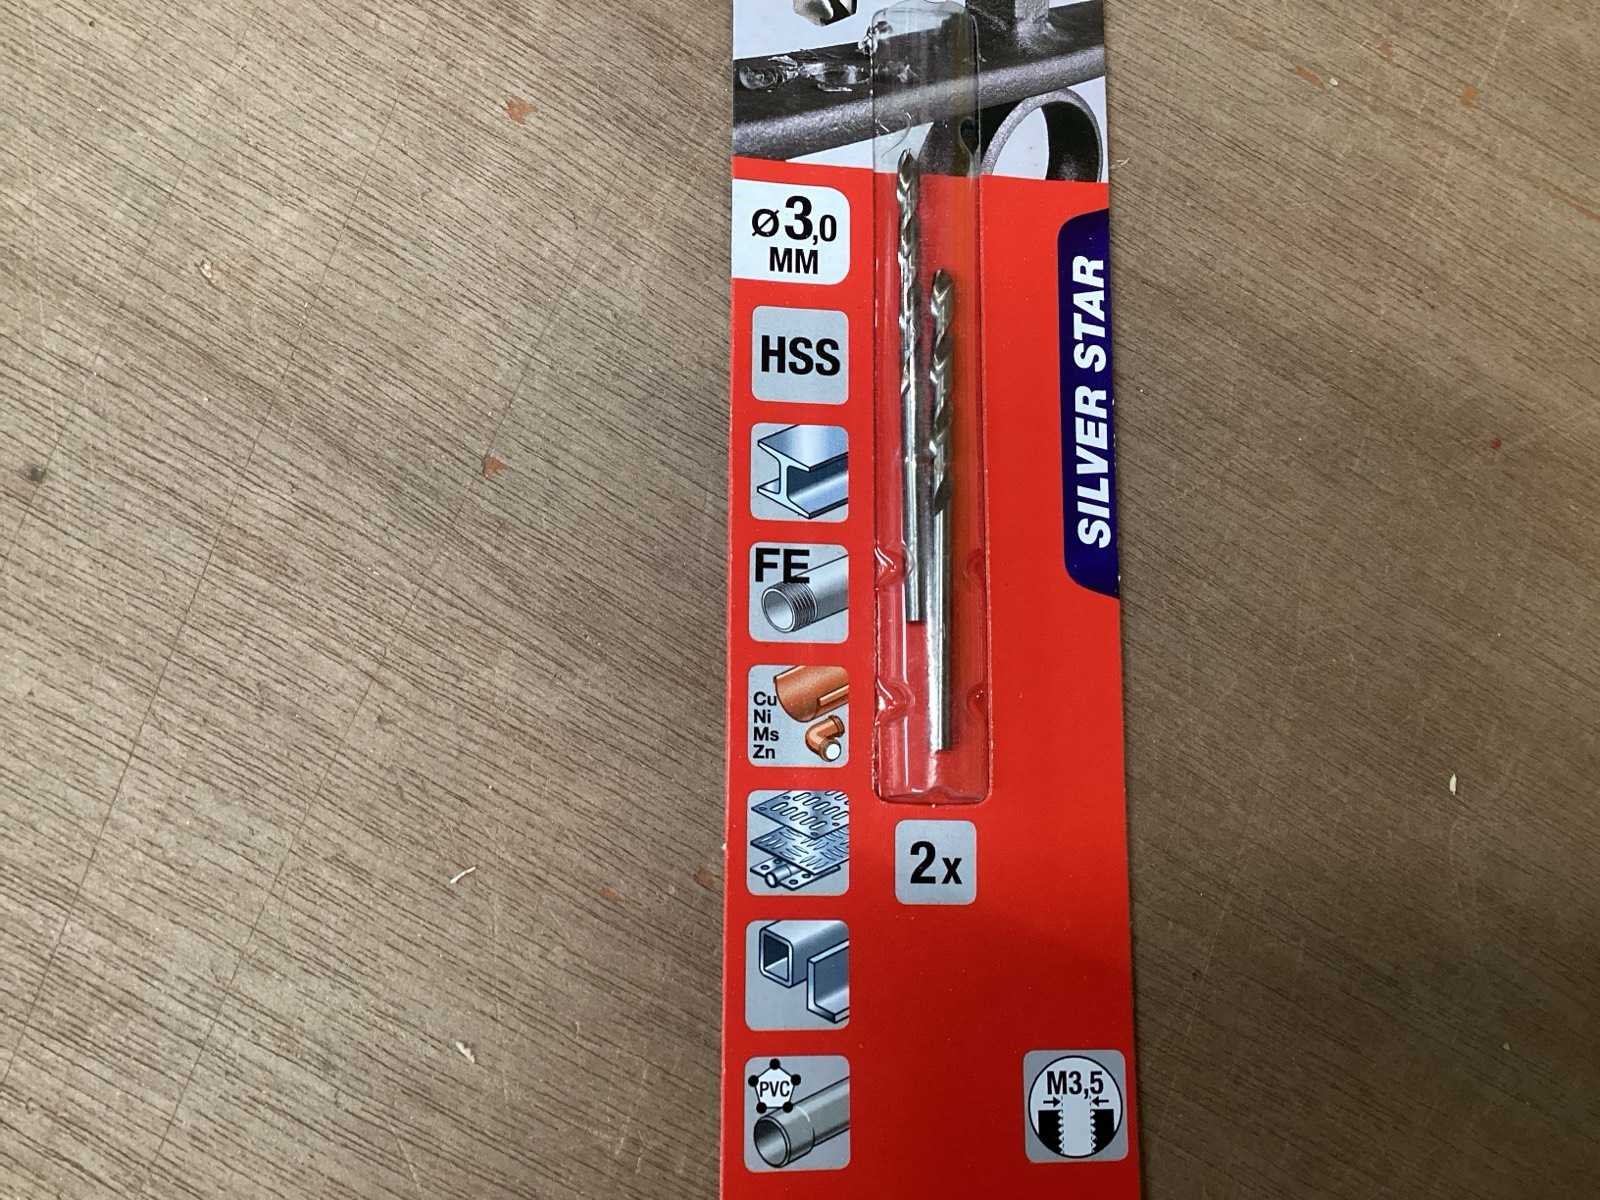 Ø3,0
MM
HSS
SILVER STAR
FE
Cu
Ni
Ms
Zn
2x
PVC
M3,5